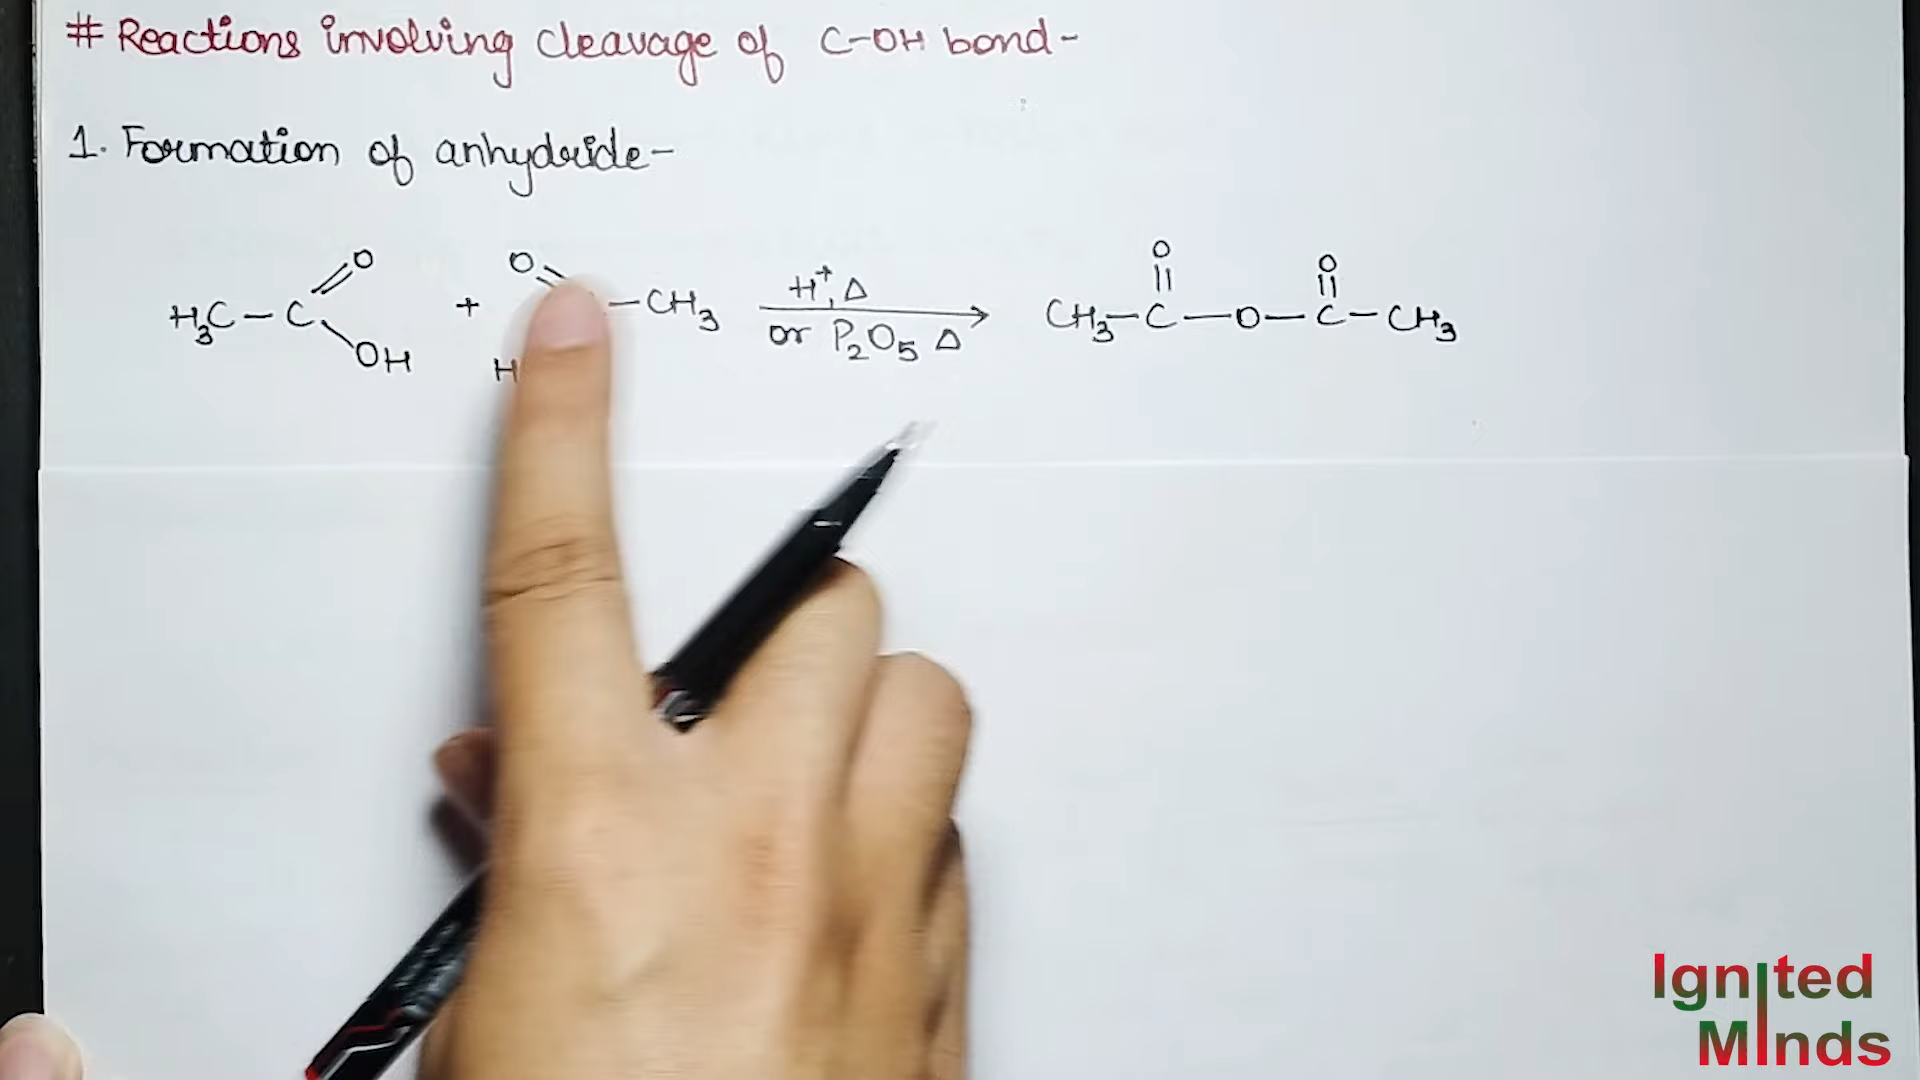 # Reactions involving cleavage of C-OH bond-
1. Formation of anhydride-
O O O O
H3C-C + -CH3 H+, Δ CH3-C-O-C-CH3
OH H or P2O5 Δ
Ignited
Minds